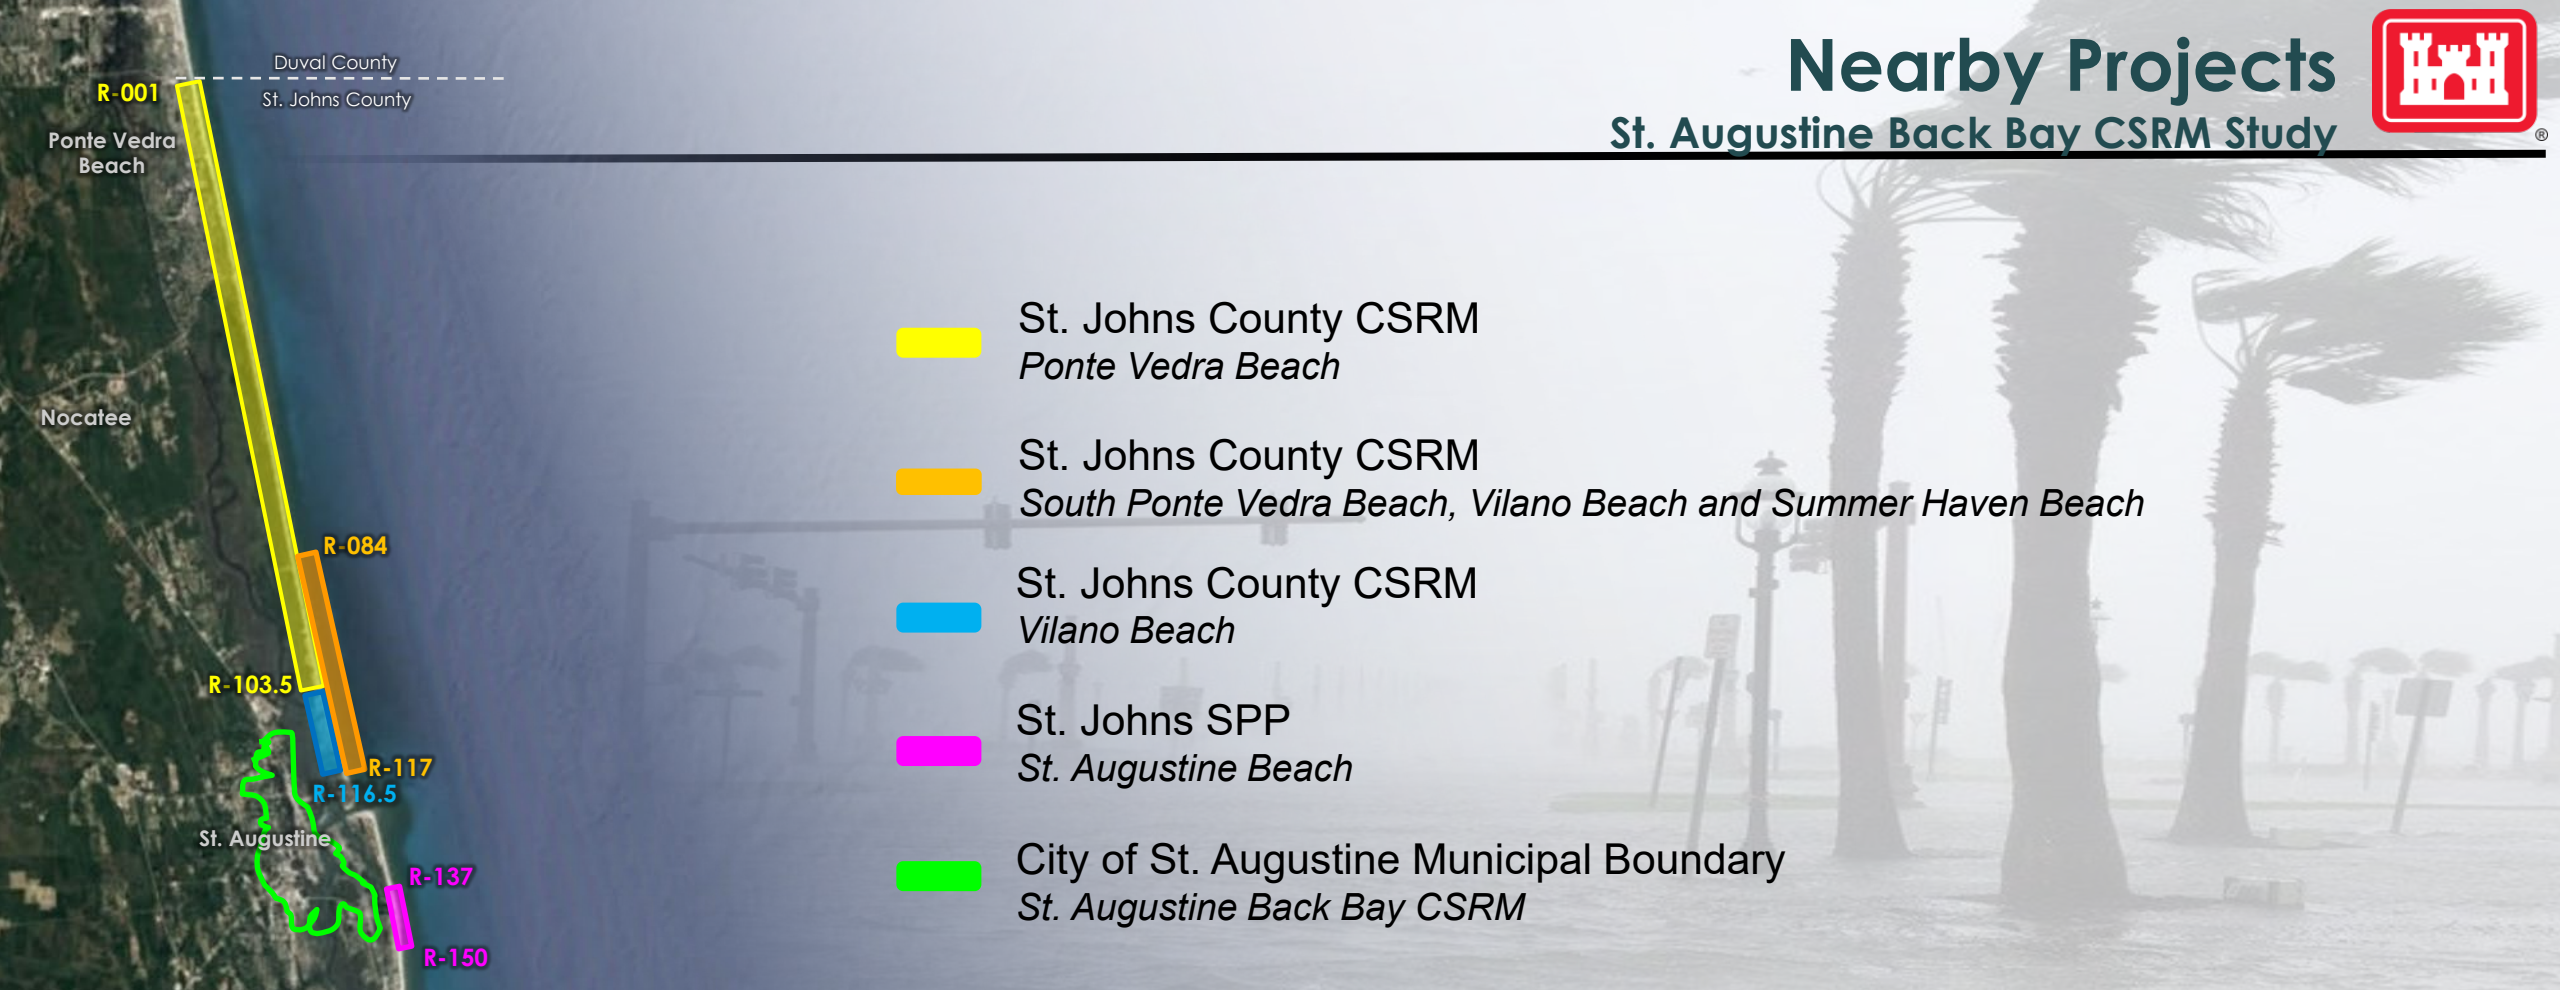 Nearby Projects
St. Augustine Back Bay CSRM Study
®
Duval County
St. Johns County
R-001
Ponte Vedra
Beach
Nocatee
R-084
R-103.5
R-117
R-116.5
St. Augustine
R-137
R-150
St. Johns County CSRM
Ponte Vedra Beach
St. Johns County CSRM
South Ponte Vedra Beach, Vilano Beach and Summer Haven Beach
St. Johns County CSRM
Vilano Beach
St. Johns SPP
St. Augustine Beach
City of St. Augustine Municipal Boundary
St. Augustine Back Bay CSRM